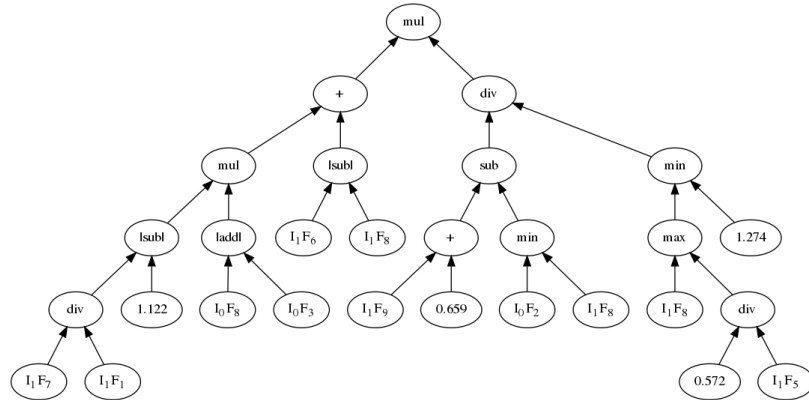 mul
+ div
mul |sub| sub min
|sub| |add| I₁F₆ I₁F₈ + min max 1.274
div 1.122 I₀F₈ I₀F₃ I₁F₉ 0.659 I₀F₂ I₁F₈ I₁F₈ div
I₁F₇ I₁F₁ 0.572 I₁F₅